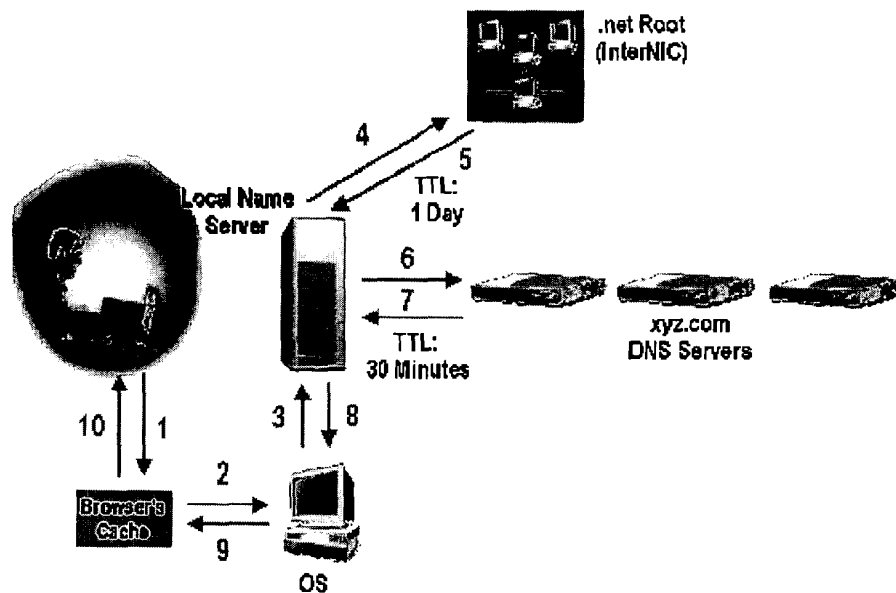 .net Root
(InterNIC)
4
5
TTL:
1 Day
Local Name
Server
6
7
TTL:
30 Minutes
xyz.com
DNS Servers
10
1
3
8
2
9
Browser's
Cache
OS